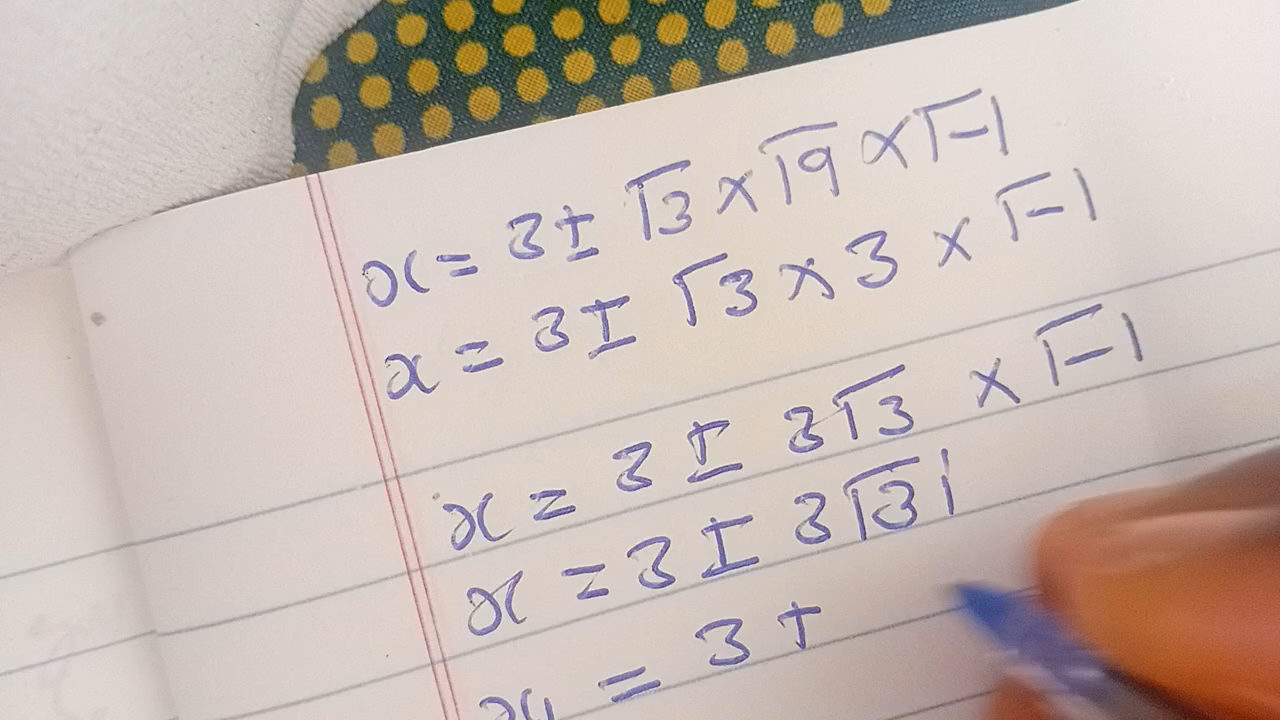 x = 3 ± √3 × √9 × √-1
x = 3 ± √3 × 3 × √-1
x = 3 ± 3√3 × √-1
x = 3 ± 3√3 i
x = 3 +